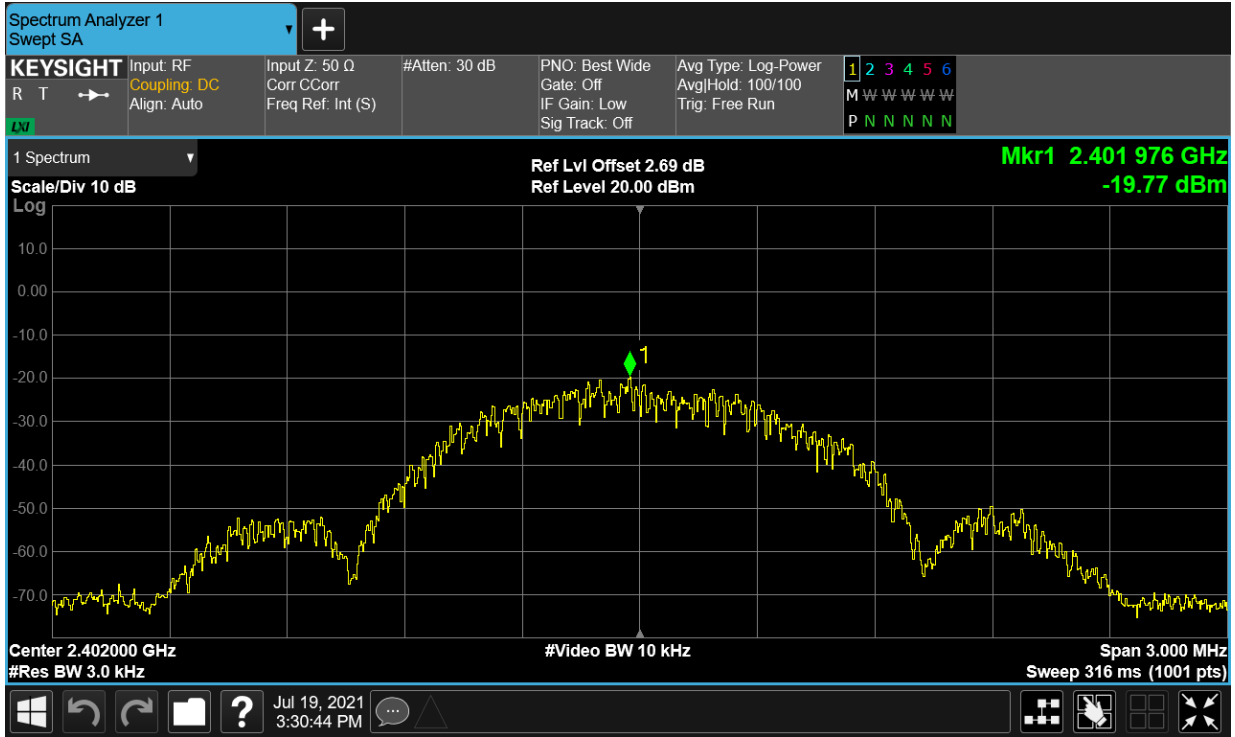 Spectrum Analyzer 1
Swept SA
+
KEYSIGHT
R T
LXI
Input: RF
Coupling: DC
Align: Auto
Input Z: 50 Ω
Corr CCorr
Freq Ref: Int (S)
#Atten: 30 dB
PNO: Best Wide
Gate: Off
IF Gain: Low
Sig Track: Off
Avg Type: Log-Power
Avg|Hold: 100/100
Trig: Free Run
1 2 3 4 5 6
M W W W W W
P N N N N N
1 Spectrum
Scale/Div 10 dB
Log
Ref Lvl Offset 2.69 dB
Ref Level 20.00 dBm
Mkr1 2.401 976 GHz
-19.77 dBm
10.0
0.00
-10.0
-20.0
-30.0
-40.0
-50.0
-60.0
-70.0
1
Center 2.402000 GHz
#Res BW 3.0 kHz
#Video BW 10 kHz
Span 3.000 MHz
Sweep 316 ms (1001 pts)
?
Jul 19, 2021
3:30:44 PM